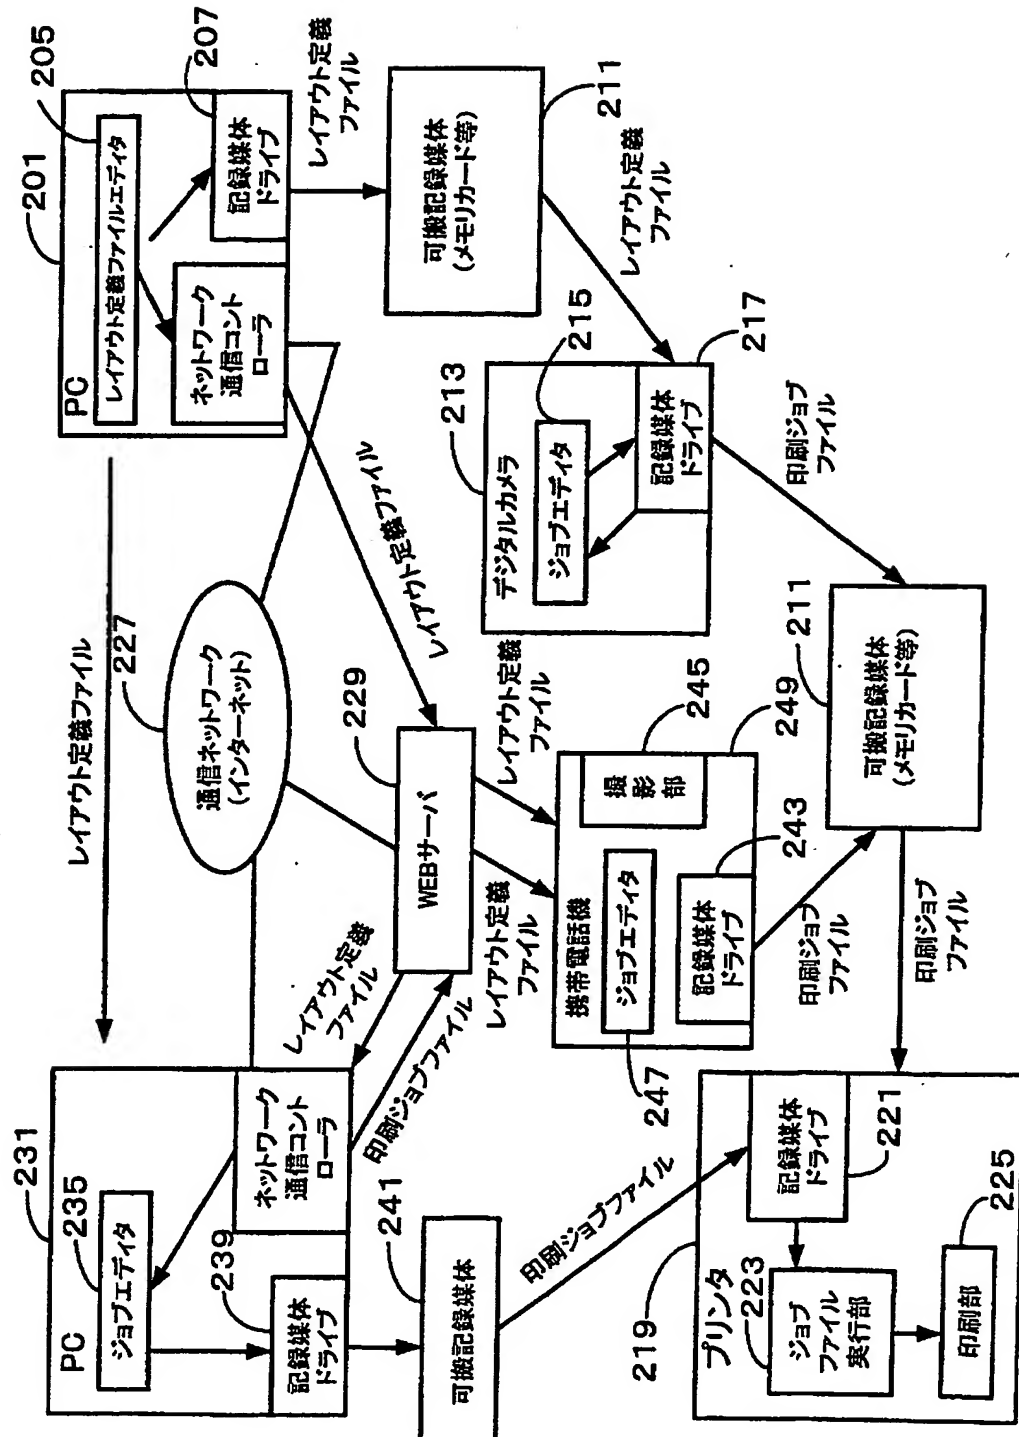 レイアウト定義ファイル
231
PC
235
ジョブエディタ
239
記録媒体
ドライブ
ネットワーク
通信コント
ローラ
241
可搬記録媒体
227
通信ネットワーク
(インターネット)
201
PC
205
レイアウト定義ファイルエディタ
207
ネットワーク
通信コント
ローラ
記録媒体
ドライブ
レイアウト定義
ファイル
レイアウト定義ファイル
レイアウト定義
ファイル
印刷ジョブファイル
229
WEBサーバ
レイアウト定義
ファイル
レイアウト定義
ファイル
可搬記録媒体
(メモリカード等)
211
レイアウト定義
ファイル
213
デジタルカメラ
215
ジョブエディタ
217
記録媒体
ドライブ
印刷ジョブ
ファイル
245
249
携帯電話機
撮影部
ジョブエディタ
247
243
記録媒体
ドライブ
印刷ジョブ
ファイル
211
可搬記録媒体
(メモリカード等)
印刷ジョブ
ファイル
印刷ジョブファイル
219
プリンタ
223
ジョブ
ファイル
実行部
記録媒体
ドライブ
221
225
印刷部